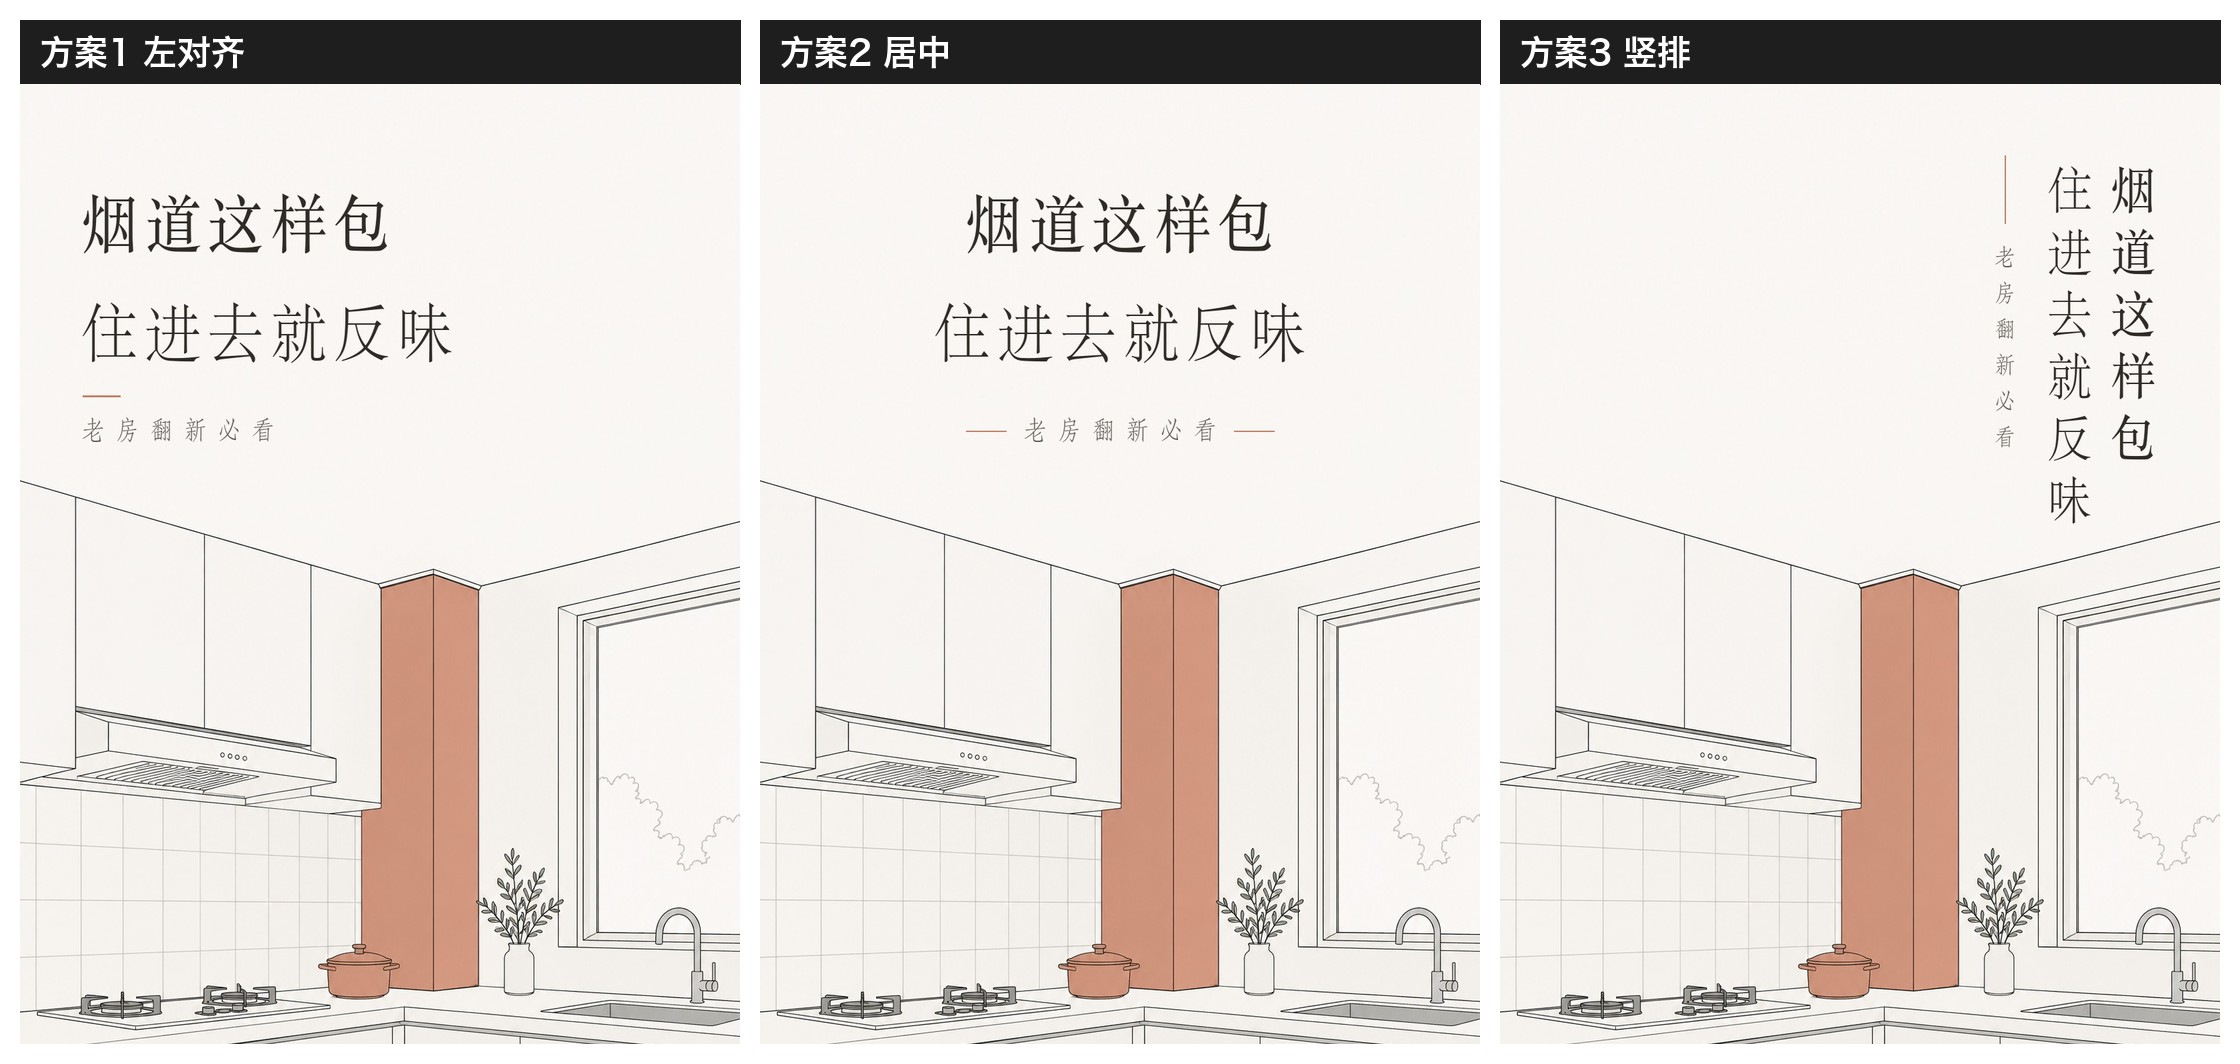 方案1 左对齐
烟道这样包
住进去就反味
老房翻新必看
方案2 居中
烟道这样包
住进去就反味
老房翻新必看
方案3 竖排
烟道这样包
住进去就反味
老房翻新必看